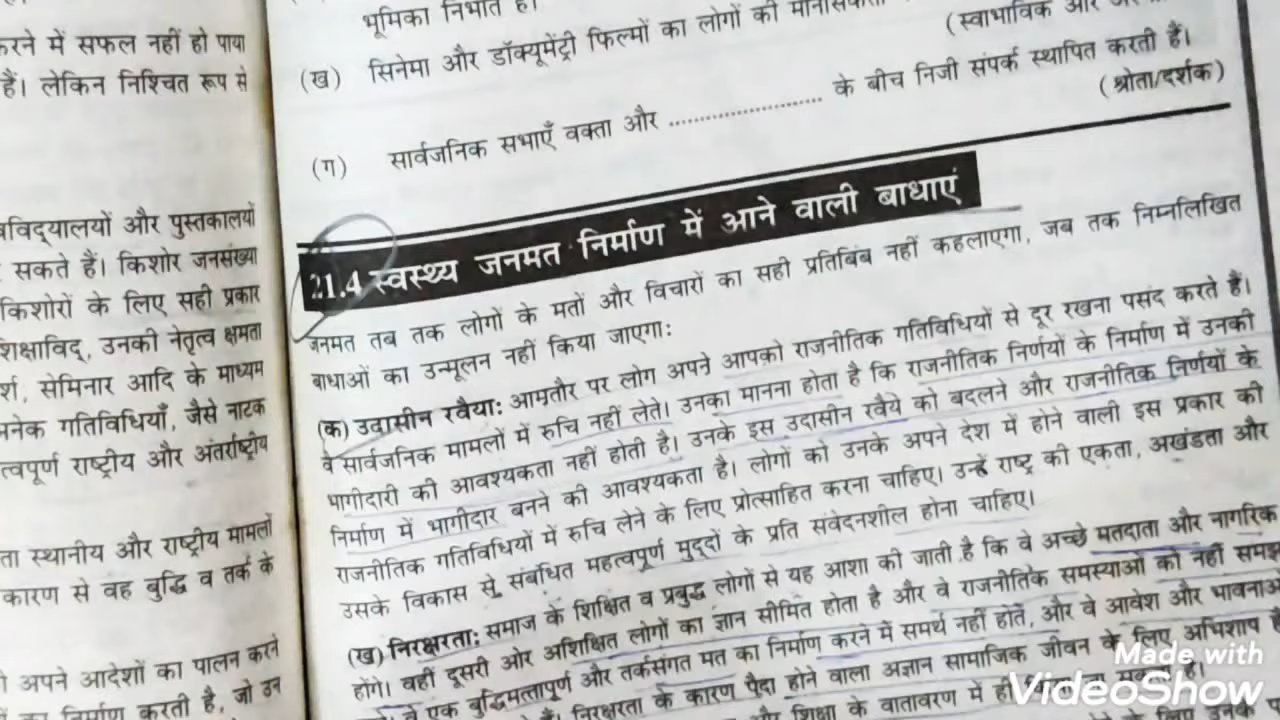 करने में सफल नहीं हो पाया
हैं। लेकिन निश्चित रूप से
विद्यालयों और पुस्तकालयों
सकते हैं। किशोर जनसंख्या
किशोरों के लिए सही प्रकार
शिक्षाविद्, उनकी नेतृत्व क्षमता
सेमिनार आदि के माध्यम
अनेक गतिविधियाँ, जैसे नाटक
राष्ट्रीय और अंतर्राष्ट्रीय
स्थानीय और राष्ट्रीय मामलों
कारण से वह बुद्धि व तर्क के
अपने आदेशों का पालन करने
निर्माण करती है, जो उन
भूमिका निभाते हैं।
(ख) सिनेमा और डॉक्यूमेंट्री फिल्मों का लोगों की मानसिकता
(स्वाभाविक और
(ग) सार्वजनिक सभाएँ वक्ता और ........................ के बीच निजी संपर्क स्थापित करती हैं।
(श्रोता/दर्शक)
21.4 स्वस्थ्य जनमत निर्माण में आने वाली बाधाएं
जनमत तब तक लोगों के मतों और विचारों का सही प्रतिबिंब नहीं कहलाएगा, जब तक निम्नलिखित
बाधाओं का उन्मूलन नहीं किया जाएगा:
(क) उदासीन रवैया: आमतौर पर लोग अपने आपको राजनीतिक गतिविधियों से दूर रखना पसंद करते हैं।
वे सार्वजनिक मामलों में रुचि नहीं लेते। उनका मानना होता है कि राजनीतिक निर्णयों के निर्माण में उनकी
भागीदारी की आवश्यकता नहीं होती है। उनके इस उदासीन रवैये को बदलने और राजनीतिक निर्णयों के
निर्माण में भागीदार बनने की आवश्यकता है। लोगों को उनके अपने देश में होने वाली इस प्रकार की
राजनीतिक गतिविधियों में रुचि लेने के लिए प्रोत्साहित करना चाहिए। उन्हें राष्ट्र की एकता, अखंडता और
उसके विकास से संबंधित महत्वपूर्ण मुद्दों के प्रति संवेदनशील होना चाहिए।
(ख) निरक्षरता: समाज के शिक्षित व प्रबुद्ध लोगों से यह आशा की जाती है कि वे अच्छे मतदाता और नागरिक
होंगे। वहीं दूसरी ओर अशिक्षित लोगों का ज्ञान सीमित होता है और वे राजनीतिक समस्याओं को नहीं
वे एक बुद्धिमत्तापूर्ण और तर्कसंगत मत का निर्माण करने में समर्थ नहीं होते, और वे आवेश और
निरक्षरता के कारण पैदा होने वाला अज्ञान सामाजिक जीवन के लिए अभिशाप
और शिक्षा के वातावरण में ही
Made with
VideoShow